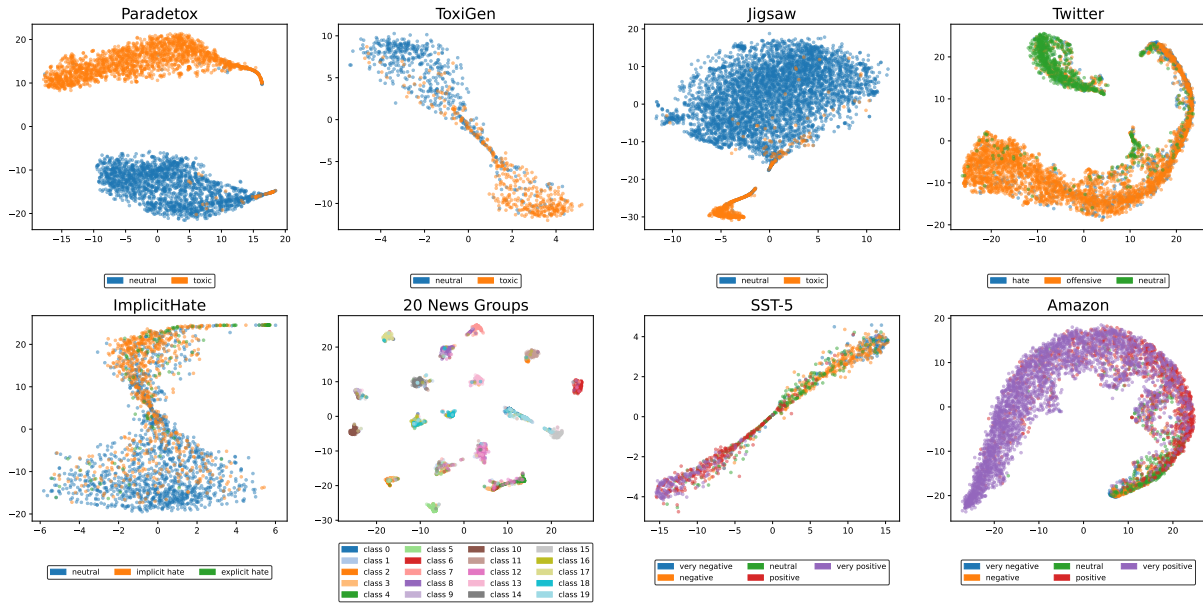 Paradetox
20
10
0
−10
−20
−15 −10 −5 0 5 10 15 20
neutral toxic
ToxiGen
10
5
0
−5
−10
−4 −2 0 2 4
neutral toxic
Jigsaw
20
10
0
−10
−20
−30
−10 −5 0 5 10
neutral toxic
Twitter
20
10
0
−10
−20
−20 −10 0 10 20
hate offensive neutral
ImplicitHate
20
10
0
−10
−20
−6 −4 −2 0 2 4 6
neutral implicit hate explicit hate
20 News Groups
20
10
0
−10
−20
−30
−20 −10 0 10 20
class 0 class 5 class 10 class 15
class 1 class 6 class 11 class 16
class 2 class 7 class 12 class 17
class 3 class 8 class 13 class 18
class 4 class 9 class 14 class 19
SST-5
4
2
0
−2
−4
−15 −10 −5 0 5 10 15
very negative neutral very positive
negative positive
Amazon
20
10
0
−10
−20
−20 −10 0 10 20
very negative neutral very positive
negative positive